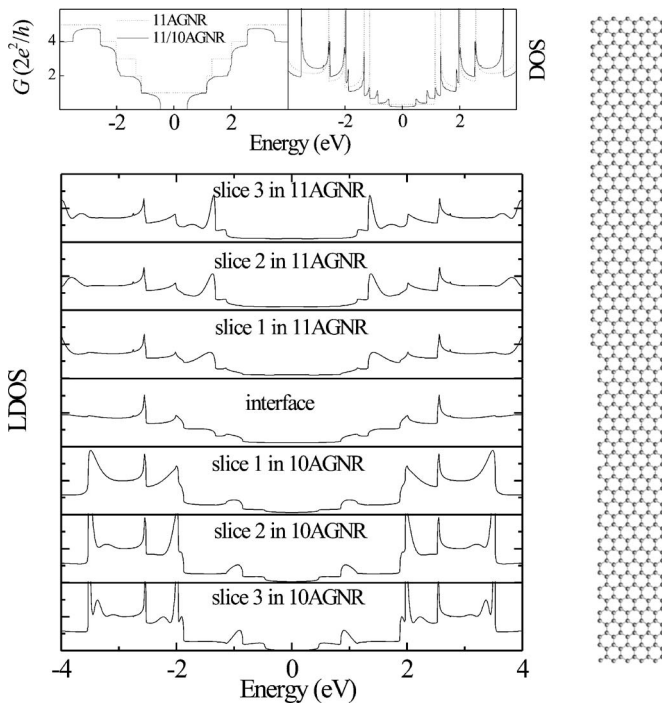 11AGNR
11/10AGNR
G (2e²/h)
4
2
-2 0 2
Energy (eV)
DOS
-2 0 2
Energy (eV)
LDOS
slice 3 in 11AGNR
slice 2 in 11AGNR
slice 1 in 11AGNR
interface
slice 1 in 10AGNR
slice 2 in 10AGNR
slice 3 in 10AGNR
-4 -2 0 2 4
Energy (eV)